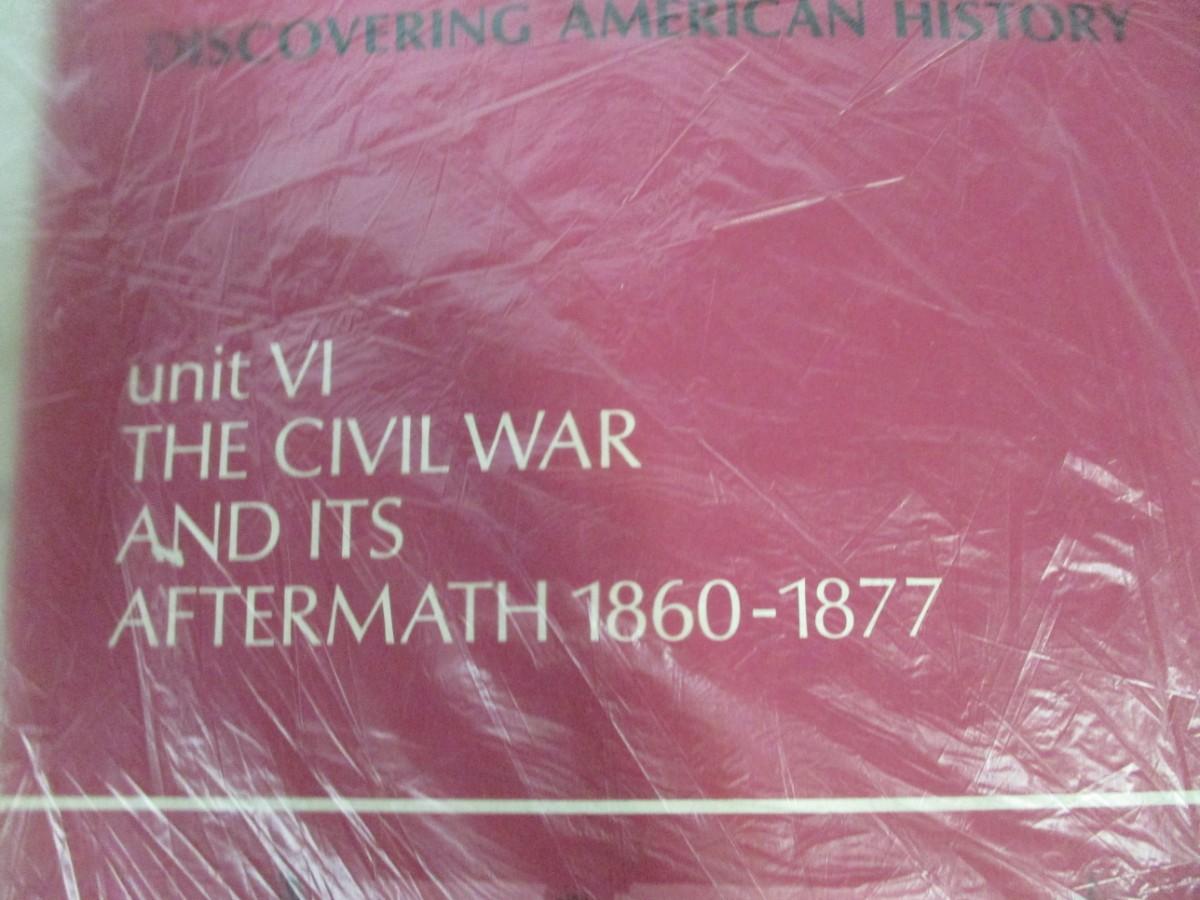 DISCOVERING AMERICAN HISTORY
unit VI
THE CIVIL WAR
AND ITS
AFTERMATH 1860-1877